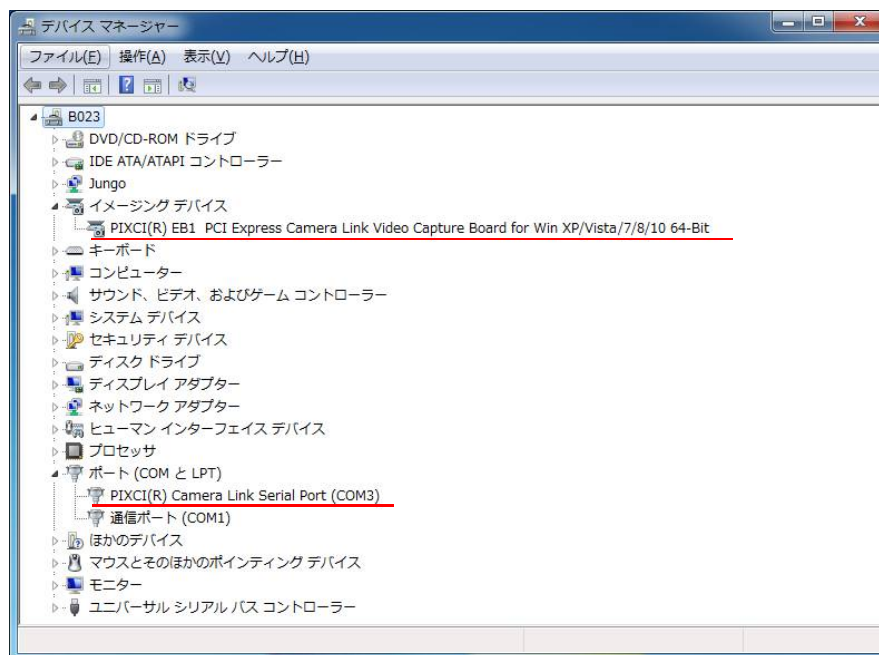 デバイス マネージャー
ファイル(F) 操作(A) 表示(V) ヘルプ(H)
B023
DVD/CD-ROM ドライブ
IDE ATA/ATAPI コントローラー
Jungo
イメージング デバイス
PIXCI(R) EB1 PCI Express Camera Link Video Capture Board for Win XP/Vista/7/8/10 64-Bit
キーボード
コンピューター
サウンド、ビデオ、およびゲーム コントローラー
システム デバイス
セキュリティ デバイス
ディスク ドライブ
ディスプレイ アダプター
ネットワーク アダプター
ヒューマン インターフェイス デバイス
プロセッサ
ポート (COM と LPT)
PIXCI(R) Camera Link Serial Port (COM3)
通信ポート (COM1)
ほかのデバイス
マウスとそのほかのポインティング デバイス
モニター
ユニバーサル シリアル バス コントローラー